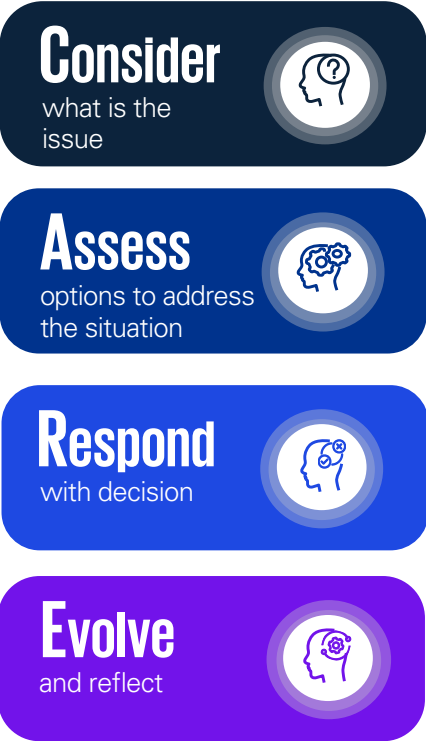 Consider
what is the
issue
Assess
options to address
the situation
Respond
with decision
Evolve
and reflect